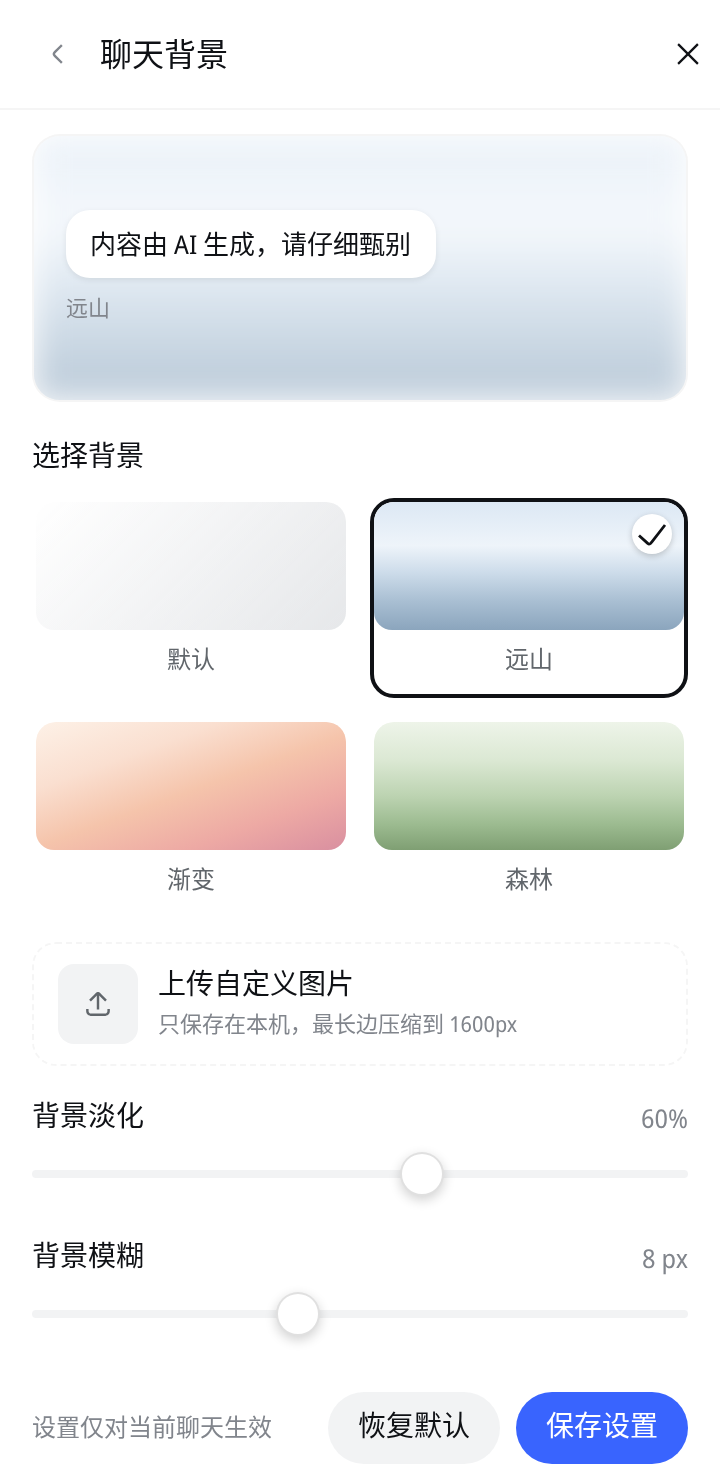 聊天背景
内容由 AI 生成，请仔细甄别
远山
选择背景
默认
远山
渐变
森林
上传自定义图片
只保存在本机，最长边压缩到 1600px
背景淡化
60%
背景模糊
8 px
设置仅对当前聊天生效
恢复默认
保存设置